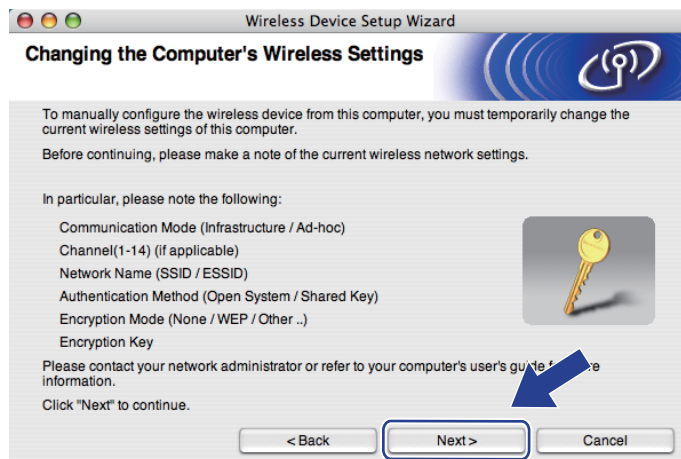 Wireless Device Setup Wizard
Changing the Computer's Wireless Settings
To manually configure the wireless device from this computer, you must temporarily change the
current wireless settings of this computer.
Before continuing, please make a note of the current wireless network settings.
In particular, please note the following:
Communication Mode (Infrastructure / Ad-hoc)
Channel(1-14) (if applicable)
Network Name (SSID / ESSID)
Authentication Method (Open System / Shared Key)
Encryption Mode (None / WEP / Other ..)
Encryption Key
Please contact your network administrator or refer to your computer's user's guide
information.
Click "Next" to continue.
< Back Next > Cancel